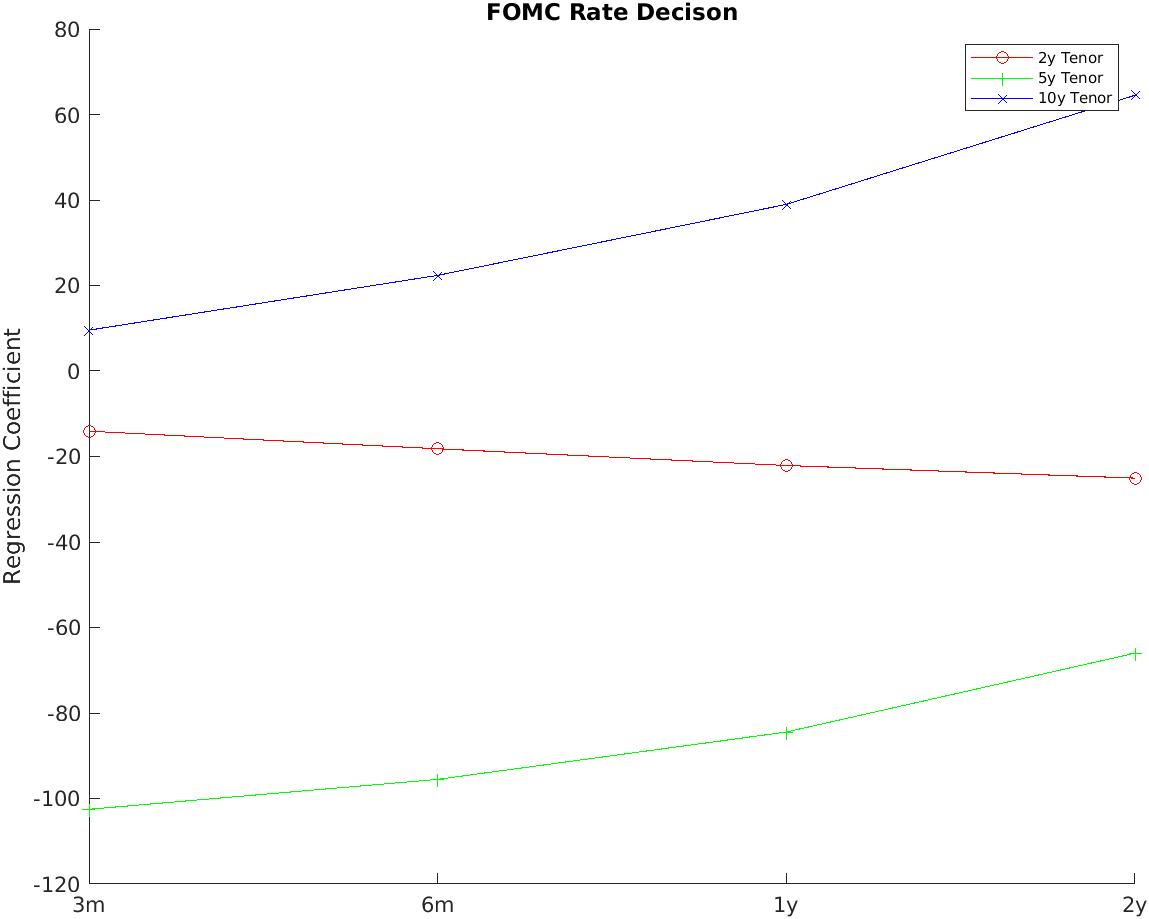 FOMC Rate Decison
80
60
40
20
0
-20
-40
-60
-80
-100
-120
Regression Coefficient
2y Tenor
5y Tenor
10y Tenor
3m
6m
1y
2y